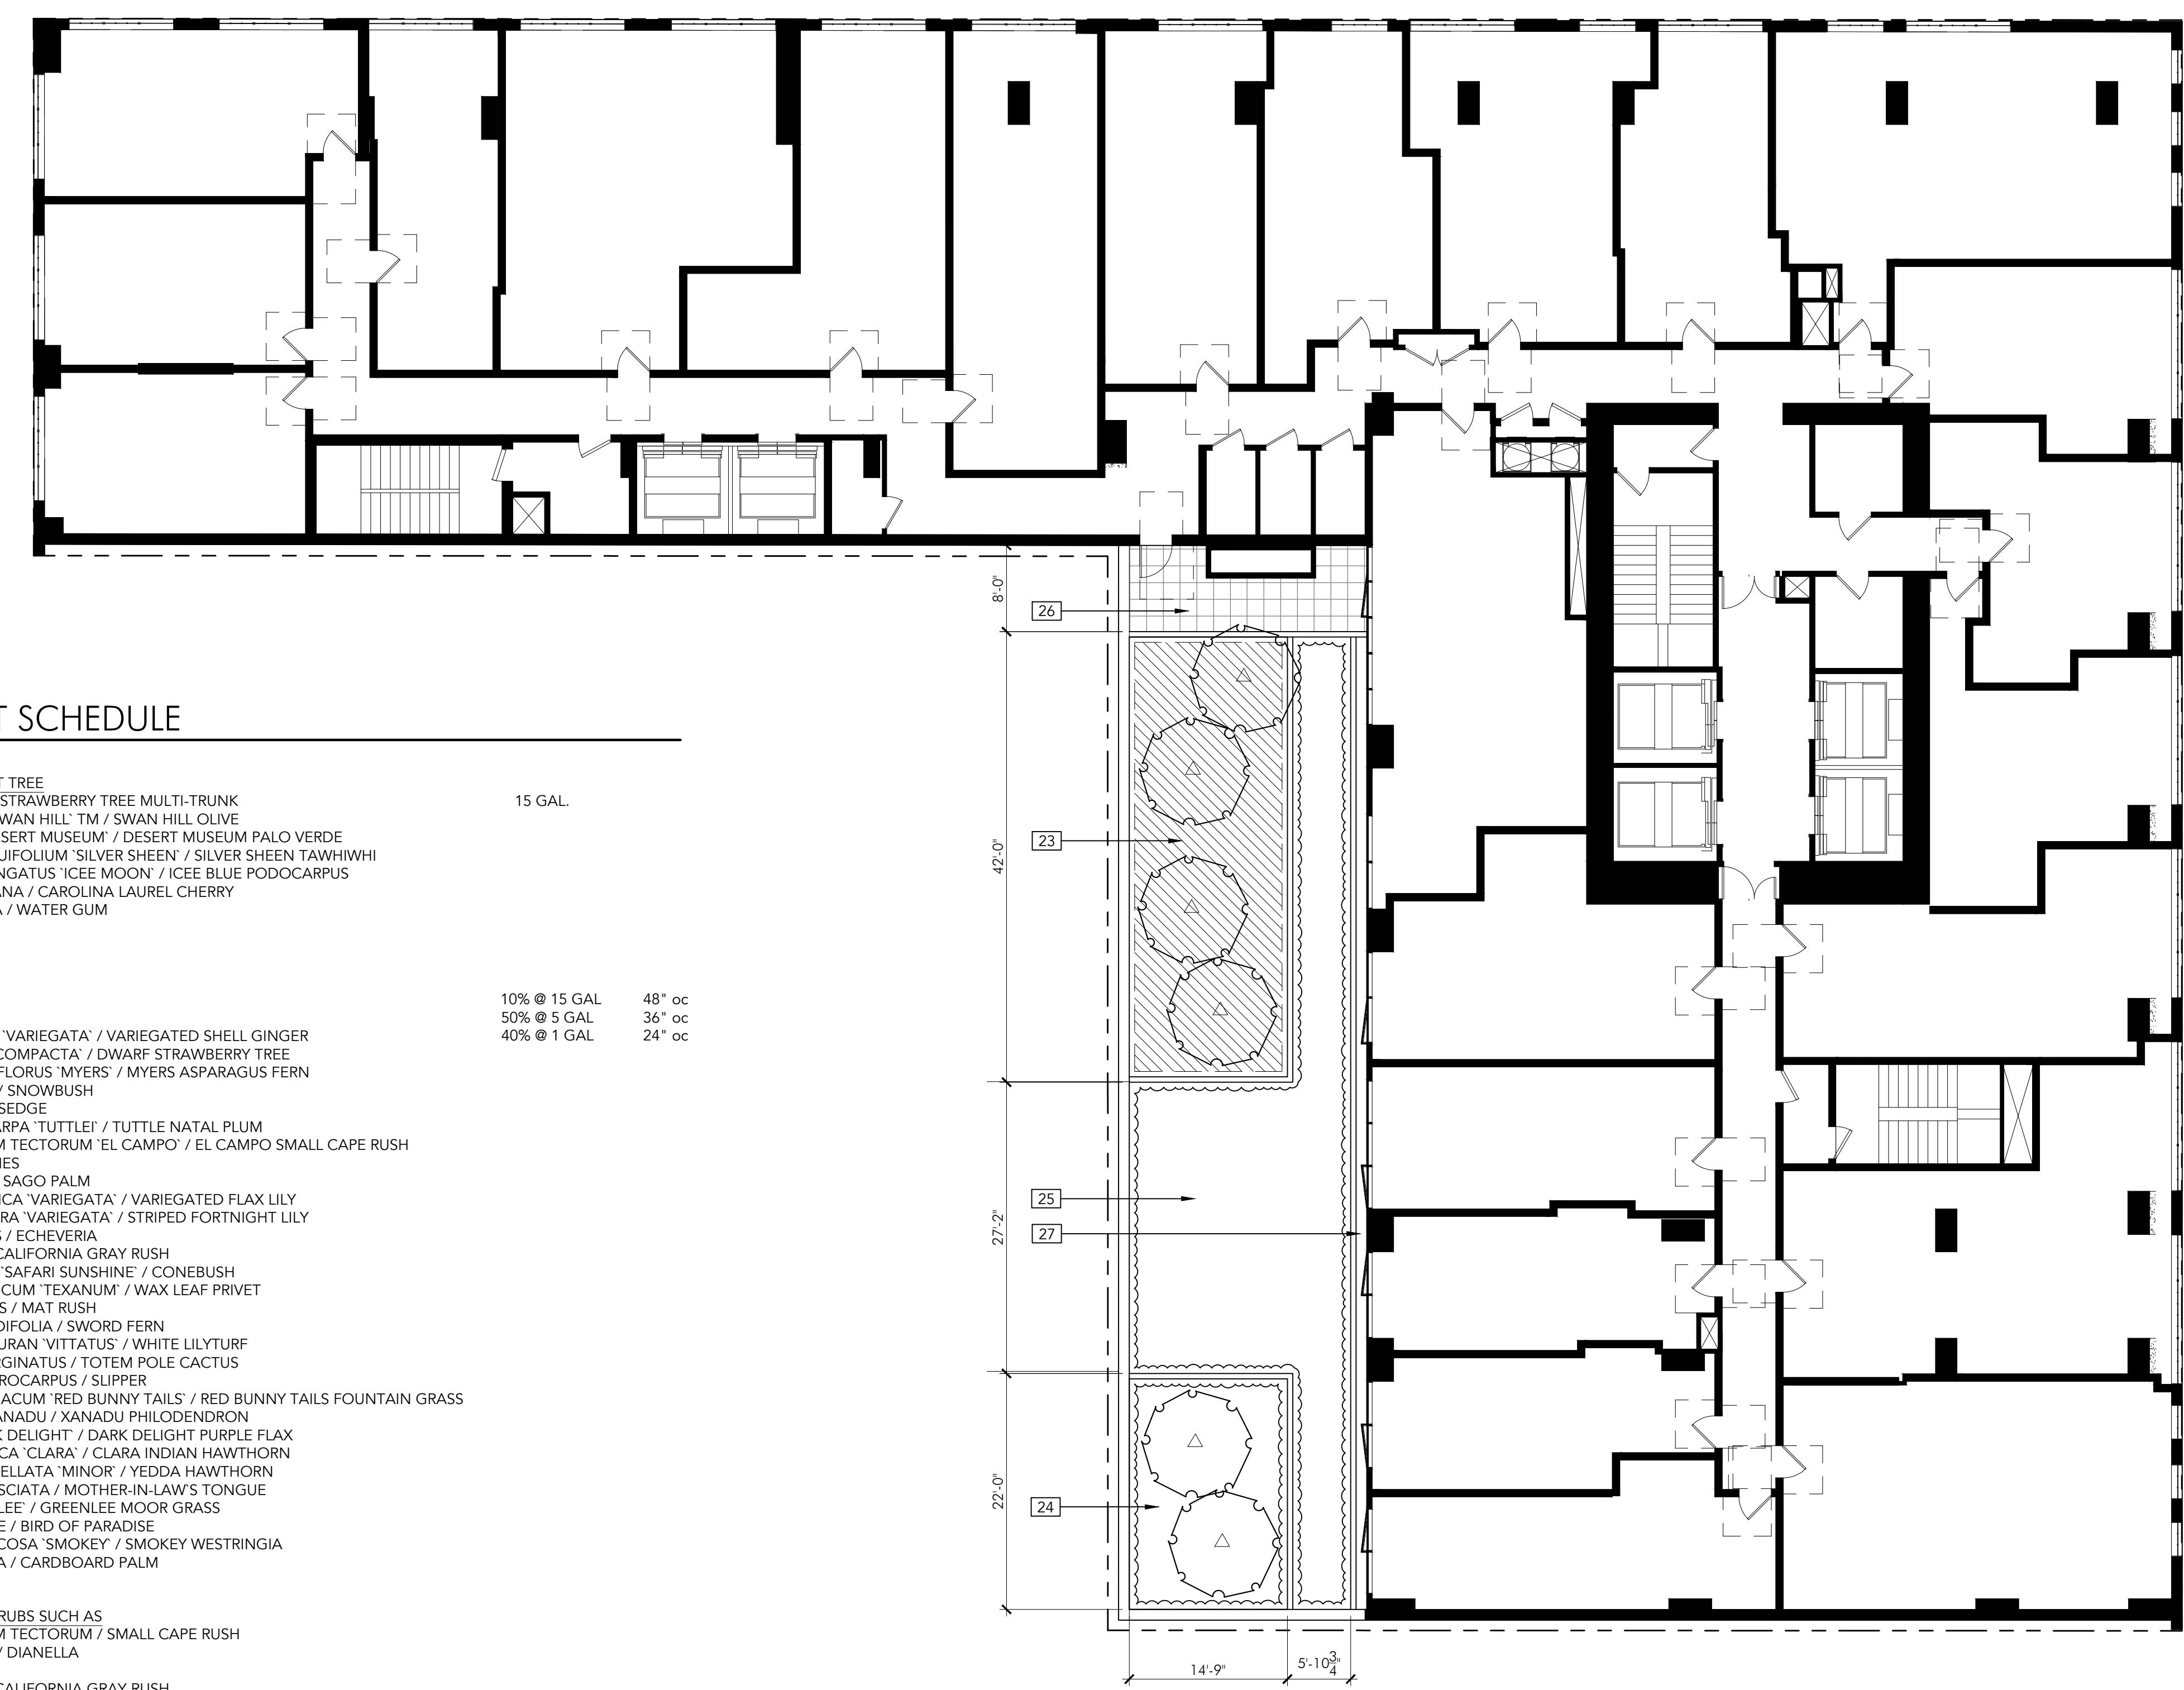 T SCHEDULE
T TREE
STRAWBERRY TREE MULTI-TRUNK 15 GAL.
WAN HILL` TM / SWAN HILL OLIVE
SERT MUSEUM` / DESERT MUSEUM PALO VERDE
UIFOLIUM `SILVER SHEEN` / SILVER SHEEN TAWHIWHI
NGATUS `ICEE MOON` / ICEE BLUE PODOCARPUS
ANA / CAROLINA LAUREL CHERRY
A / WATER GUM
10% @ 15 GAL 48" oc
50% @ 5 GAL 36" oc
40% @ 1 GAL 24" oc
`VARIEGATA` / VARIEGATED SHELL GINGER
COMPACTA` / DWARF STRAWBERRY TREE
FLORUS `MYERS` / MYERS ASPARAGUS FERN
/ SNOWBUSH
SEDGE
ARPA `TUTTLEI` / TUTTLE NATAL PLUM
M TECTORUM `EL CAMPO` / EL CAMPO SMALL CAPE RUSH
IES
SAGO PALM
ICA `VARIEGATA` / VARIEGATED FLAX LILY
RA `VARIEGATA` / STRIPED FORTNIGHT LILY
S / ECHEVERIA
CALIFORNIA GRAY RUSH
`SAFARI SUNSHINE` / CONEBUSH
ICUM `TEXANUM` / WAX LEAF PRIVET
S / MAT RUSH
DIFOLIA / SWORD FERN
URAN `VITTATUS` / WHITE LILYTURF
RGINATUS / TOTEM POLE CACTUS
ROCARPUS / SLIPPER
ACUM `RED BUNNY TAILS` / RED BUNNY TAILS FOUNTAIN GRASS
ANADU / XANADU PHILODENDRON
K DELIGHT` / DARK DELIGHT PURPLE FLAX
CA `CLARA` / CLARA INDIAN HAWTHORN
ELLATA `MINOR` / YEDDA HAWTHORN
SCIATA / MOTHER-IN-LAW`S TONGUE
LEE` / GREENLEE MOOR GRASS
E / BIRD OF PARADISE
COSA `SMOKEY` / SMOKEY WESTRINGIA
A / CARDBOARD PALM
RUBS SUCH AS
M TECTORUM / SMALL CAPE RUSH
/ DIANELLA
CALIFORNIA GRAY RUSH
8'-0"
26
42'-0"
23
27'-2"
25
27
22'-0"
24
14'-9"
5'-10 3/4"